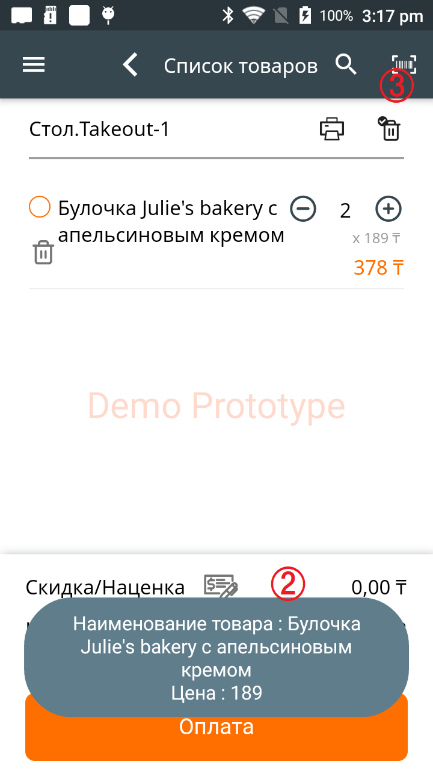 100% 3:17 pm
Список товаров
③
Стол.Takeout-1
Булочка Julie's bakery с 2
апельсиновым кремом
x 189 ₸
378 ₸
Demo Prototype
Скидка/Наценка ② 0,00 ₸
Наименование товара : Булочка
Julie's bakery с апельсиновым
кремом
Цена : 189
Оплата